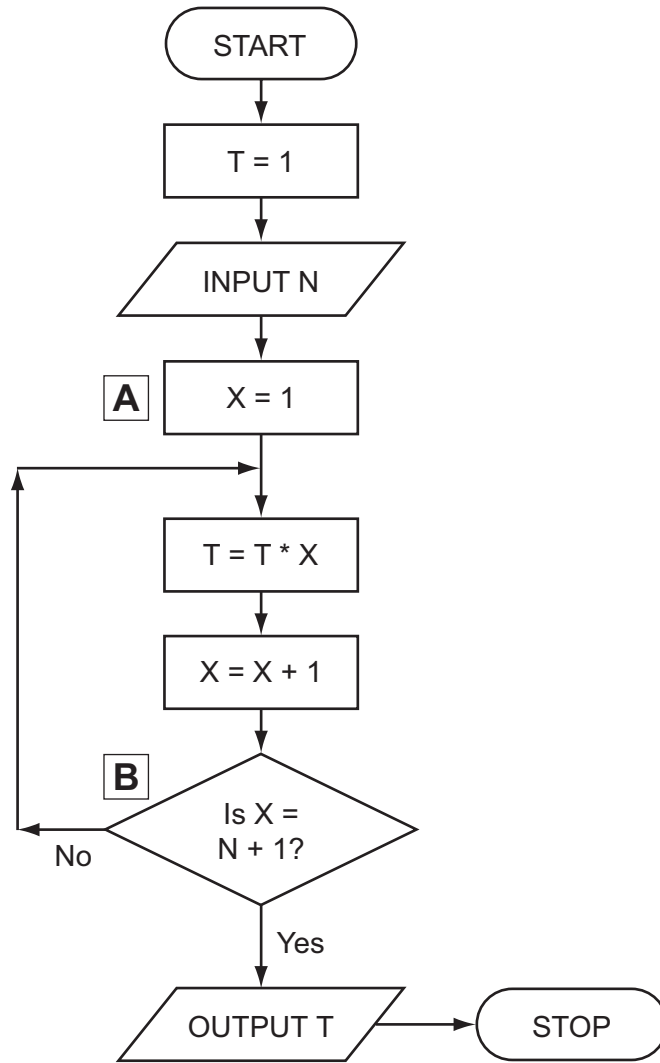 START
T = 1
INPUT N
A
X = 1
T = T * X
X = X + 1
B
Is X =
N + 1?
No
Yes
OUTPUT T
STOP